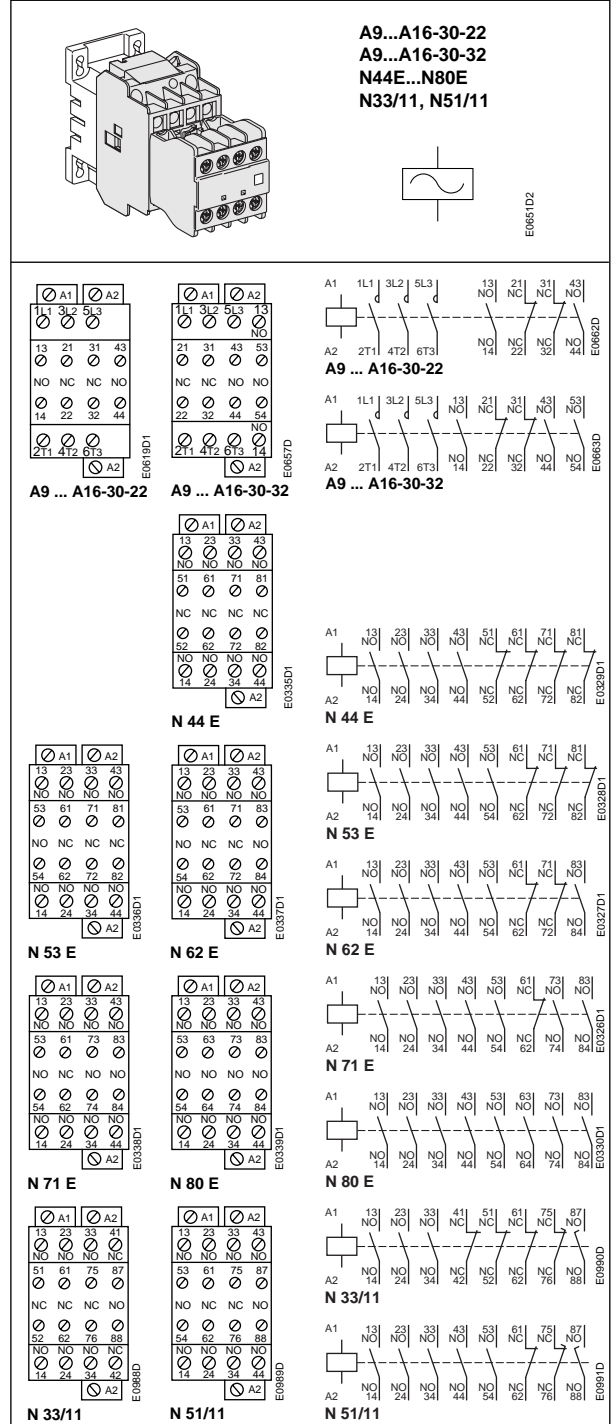 A9...A16-30-22
A9...A16-30-32
N44E...N80E
N33/11, N51/11
E0651D2
A1 A2
1L1 3L2 5L3
13 21 31 43
NO NC NC NO
14 22 32 44
2T1 4T2 6T3
A2
E0619D1
A9 ... A16-30-22
A1 A2
1L1 3L2 5L3 13
NO
21 31 43 53
NC NC NO NO
22 32 44 54
NO
2T1 4T2 6T3 14
A2
E0657D
A9 ... A16-30-32
A1 1L1 3L2 5L3 13 21 31 43
NO NC NC NO
NO NC NC NO
A2 2T1 4T2 6T3 14 22 32 44
E0662D
A9 ... A16-30-22
A1 1L1 3L2 5L3 13 21 31 43 53
NO NC NC NO NO
NO NC NC NO NO
A2 2T1 4T2 6T3 14 22 32 44 54
E0663D
A9 ... A16-30-32
A1 A2
13 23 33 43
NO NO NO NO
51 61 71 81
NC NC NC NC
52 62 72 82
NO NO NO NO
14 24 34 44
A2
E0335D1
N 44 E
A1 13 23 33 43 51 61 71 81
NO NO NO NO NC NC NC NC
NO NO NO NO NC NC NC NC
A2 14 24 34 44 52 62 72 82
E0329D1
N 44 E
A1 A2
13 23 33 43
NO NO NO NO
53 61 71 81
NO NC NC NC
54 62 72 82
NO NO NO NO
14 24 34 44
A2
E0336D1
N 53 E
A1 A2
13 23 33 43
NO NO NO NO
53 61 71 83
NO NC NC NO
54 62 72 84
NO NO NO NO
14 24 34 44
A2
E0337D1
N 62 E
A1 13 23 33 43 53 61 71 81
NO NO NO NO NO NC NC NC
NO NO NO NO NO NC NC NC
A2 14 24 34 44 54 62 72 82
E0328D1
N 53 E
A1 13 23 33 43 53 61 71 83
NO NO NO NO NO NC NC NO
NO NO NO NO NO NC NC NO
A2 14 24 34 44 54 62 72 84
E0327D1
N 62 E
A1 A2
13 23 33 43
NO NO NO NO
53 61 73 83
NO NC NO NO
54 62 74 84
NO NO NO NO
14 24 34 44
A2
E0338D1
N 71 E
A1 A2
13 23 33 43
NO NO NO NO
53 63 73 83
NO NO NO NO
54 64 74 84
NO NO NO NO
14 24 34 44
A2
E0339D1
N 80 E
A1 13 23 33 43 53 61 73 83
NO NO NO NO NO NC NO NO
NO NO NO NO NO NC NO NO
A2 14 24 34 44 54 62 74 84
E0326D1
N 71 E
A1 13 23 33 43 53 63 73 83
NO NO NO NO NO NO NO NO
NO NO NO NO NO NO NO NO
A2 14 24 34 44 54 64 74 84
E0330D1
N 80 E
A1 A2
13 23 33 41
NO NO NO NC
51 61 75 87
NC NC NC NO
52 62 76 88
NO NO NO NC
14 24 34 42
A2
E0988D
N 33/11
A1 A2
13 23 33 43
NO NO NO NO
53 61 75 87
NO NC NC NO
54 62 76 88
NO NO NO NO
14 24 34 44
A2
E0989D
N 51/11
A1 13 23 33 41 51 61 75 87
NO NO NO NC NC NC NC NO
NO NO NO NC NC NC NC NO
A2 14 24 34 42 52 62 76 88
E0990D
N 33/11
A1 13 23 33 43 53 61 75 87
NO NO NO NO NO NC NC NO
NO NO NO NO NO NC NC NO
A2 14 24 34 44 54 62 76 88
E0991D
N 51/11